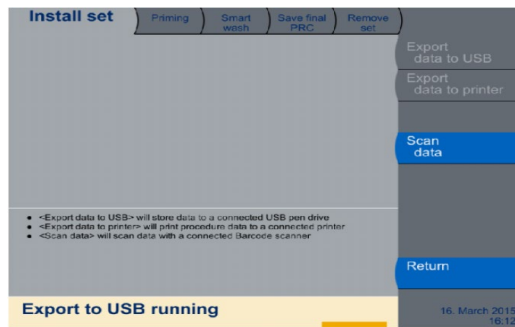 Install set
Priming
Smart
wash
Save final
PRC
Remove
set
Export
data to USB
Export
data to printer
Scan
data
• <Export data to USB> will store data to a connected USB pen drive
• <Export data to printer> will print procedure data to a connected printer
• <Scan data> will scan data with a connected Barcode scanner
Return
Export to USB running
16. March 2015
16:12